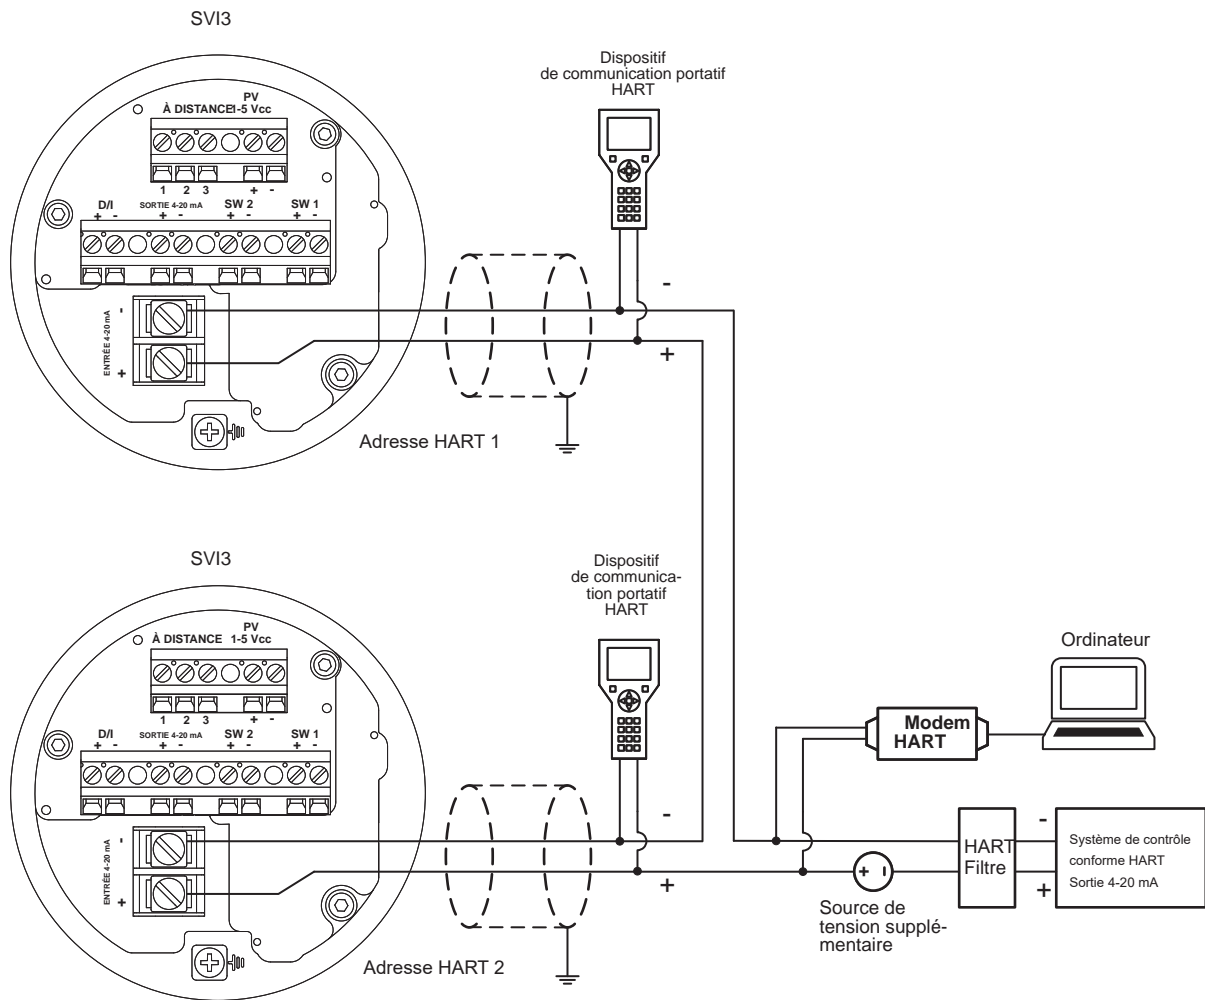 SVI3
Dispositif
de communication portatif
HART
PV
À DISTANCE 1-5 Vcc
1 2 3 + -
D/I SORTIE 4-20 mA SW 2 SW 1
+ - + - + - + -
-
ENTRÉE 4-20 mA
+
-
+
Adresse HART 1
SVI3
Dispositif
de communica-
tion portatif
HART
PV
À DISTANCE 1-5 Vcc
1 2 3 + -
D/I SORTIE 4-20 mA SW 2 SW 1
+ - + - + - + -
-
ENTRÉE 4-20 mA
+
-
+
Adresse HART 2
Ordinateur
Modem
HART
HART
Filtre
-
+
Système de contrôle
conforme HART
Sortie 4-20 mA
+ -
Source de
tension supplé-
mentaire